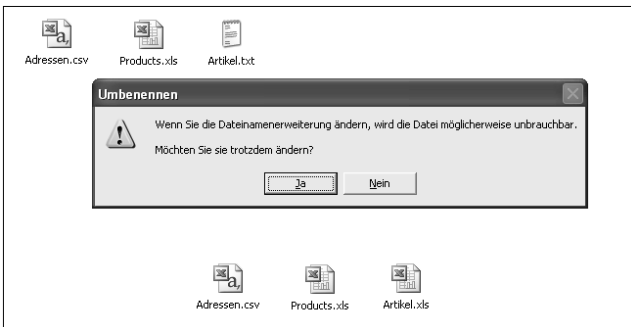 Adressen.csv Products.xls Artikel.txt
Umbenennen
Wenn Sie die Dateinamenerweiterung ändern, wird die Datei möglicherweise unbrauchbar.
Möchten Sie sie trotzdem ändern?
Ja Nein
Adressen.csv Products.xls Artikel.xls